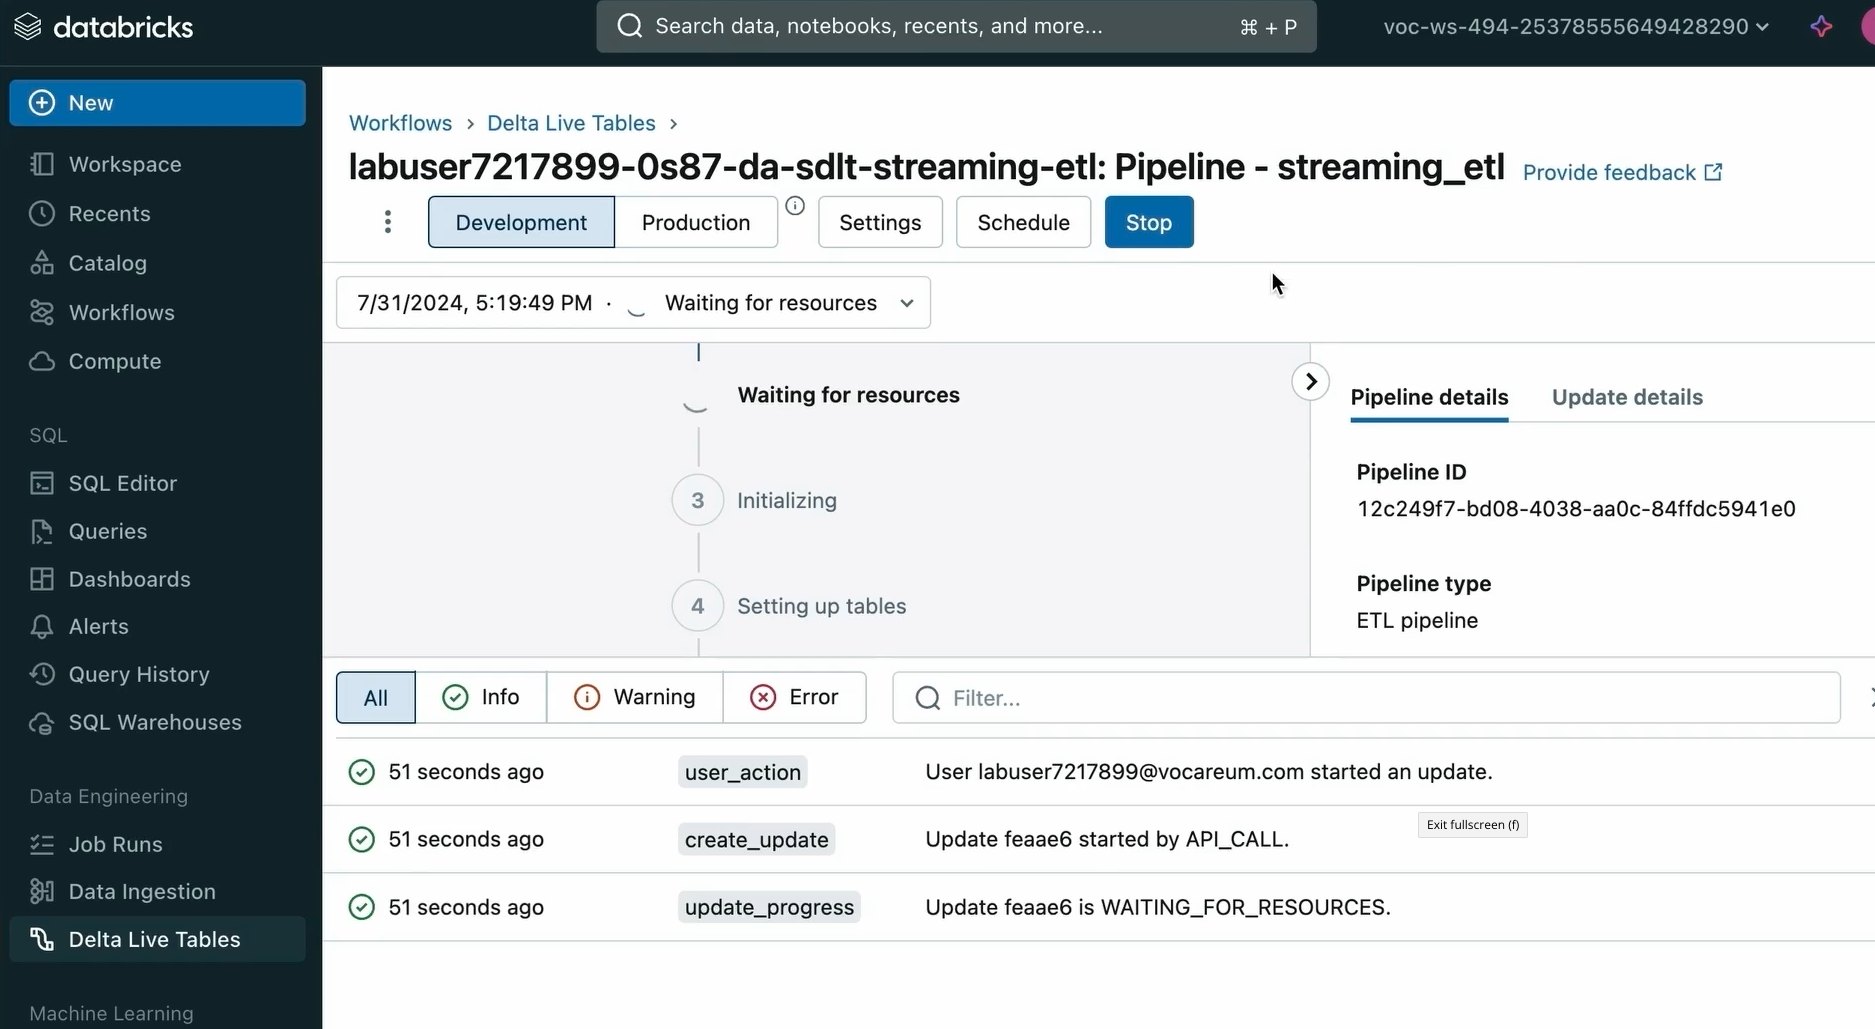 databricks
Search data, notebooks, recents, and more...
⌘ + P
voc-ws-494-25378555649428290
New
Workspace
Recents
Catalog
Workflows
Compute
SQL
SQL Editor
Queries
Dashboards
Alerts
Query History
SQL Warehouses
Data Engineering
Job Runs
Data Ingestion
Delta Live Tables
Machine Learning
Workflows > Delta Live Tables >
labuser7217899-0s87-da-sdlt-streaming-etl: Pipeline - streaming_etl
Provide feedback
Development
Production
Settings
Schedule
Stop
7/31/2024, 5:19:49 PM · Waiting for resources
Waiting for resources
3 Initializing
4 Setting up tables
Pipeline details
Update details
Pipeline ID
12c249f7-bd08-4038-aa0c-84ffdc5941e0
Pipeline type
ETL pipeline
All
Info
Warning
Error
Filter...
51 seconds ago user_action User labuser7217899@vocareum.com started an update.
Exit fullscreen (f)
51 seconds ago create_update Update feaae6 started by API_CALL.
51 seconds ago update_progress Update feaae6 is WAITING_FOR_RESOURCES.